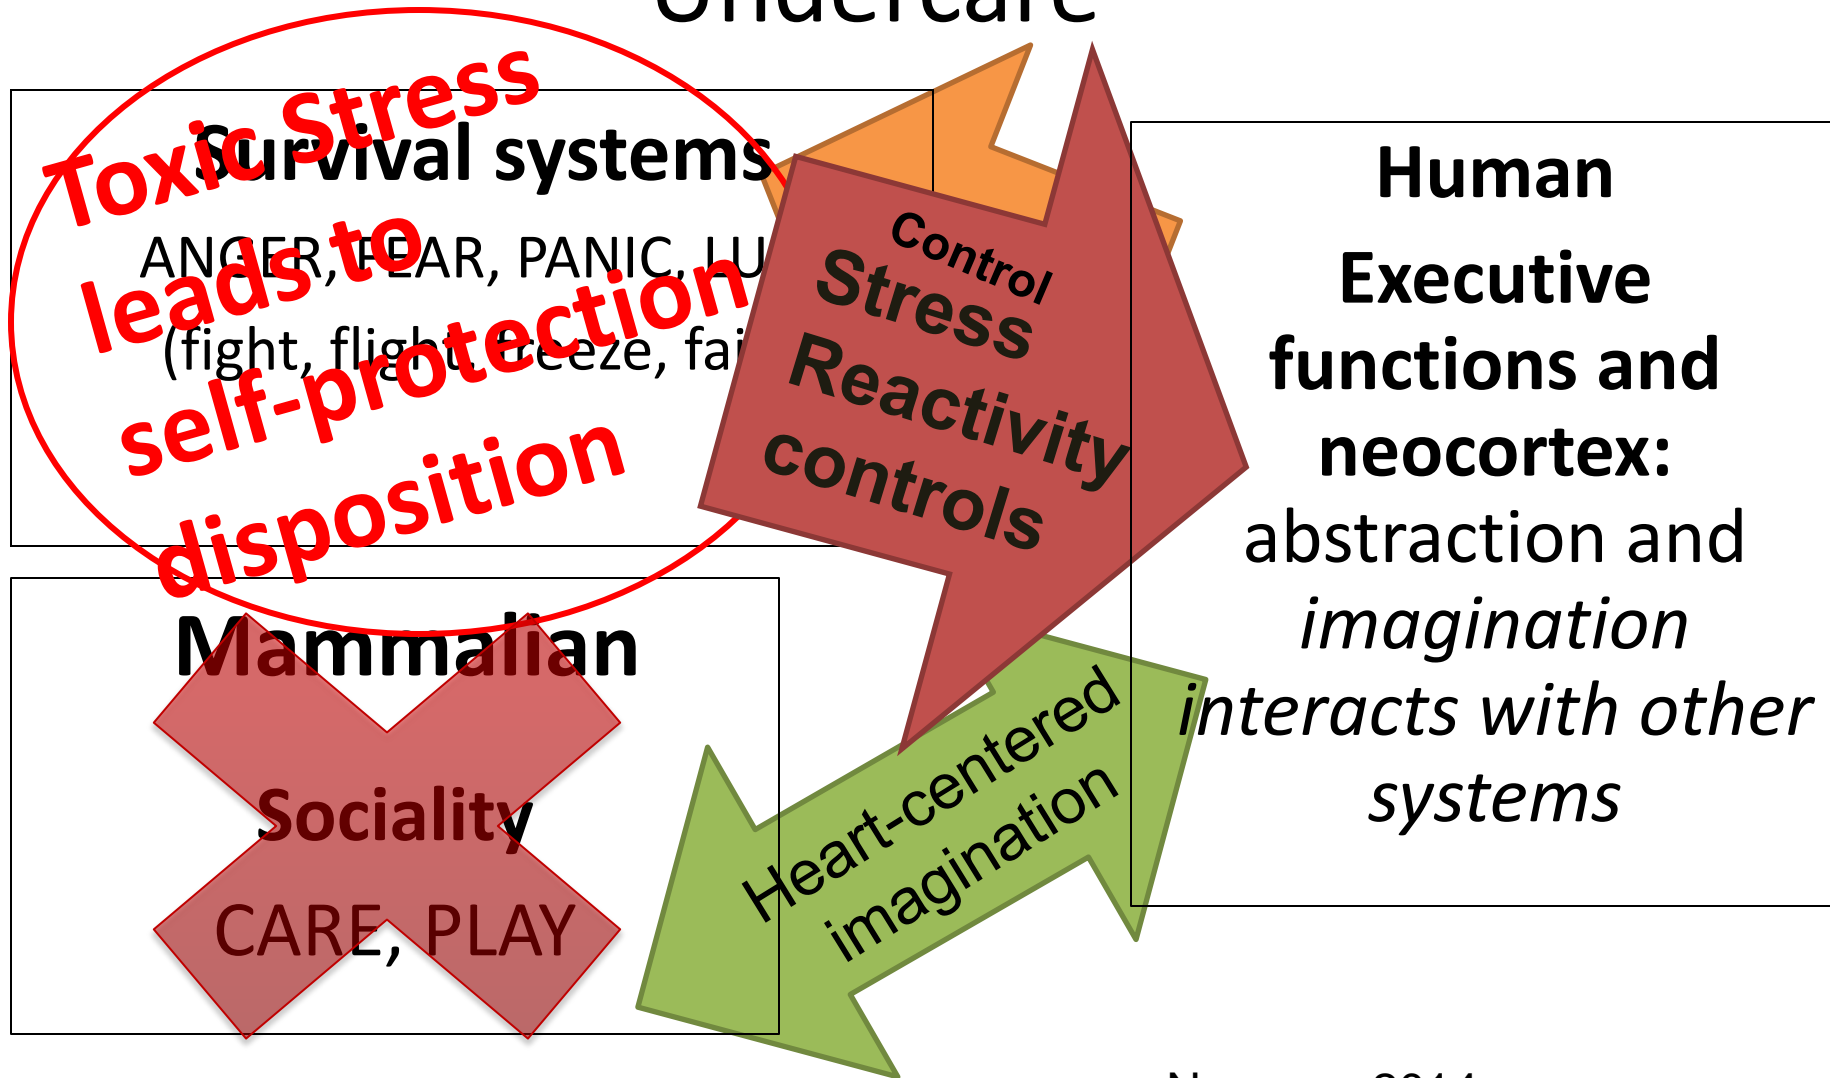 Undercare
Toxic Stress
leads to
self-protection
disposition
Survival systems
ANGER, FEAR, PANIC,
(fight, flight, freeze,
Control
Stress
Reactivity
controls
Human
Executive
functions and
neocortex:
abstraction and
imagination
interacts with other
systems
Mammalian
Sociality
CARE, PLAY
Heart-centered
imagination
2014